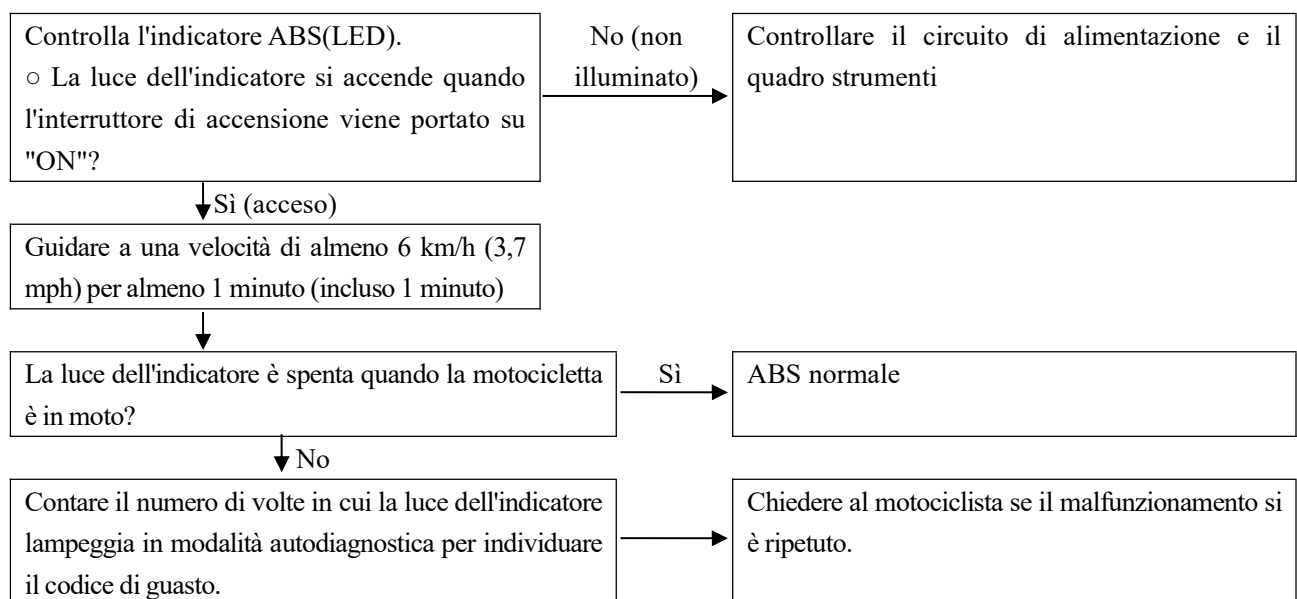 Controlla l'indicatore ABS(LED).
○ La luce dell'indicatore si accende quando
l'interruttore di accensione viene portato su
"ON"?
No (non
illuminato)
Controllare il circuito di alimentazione e il
quadro strumenti
Sì (acceso)
Guidare a una velocità di almeno 6 km/h (3,7
mph) per almeno 1 minuto (incluso 1 minuto)
La luce dell'indicatore è spenta quando la motocicletta
è in moto?
Sì
ABS normale
No
Contare il numero di volte in cui la luce dell'indicatore
lampeggia in modalità autodiagnostica per individuare
il codice di guasto.
Chiedere al motociclista se il malfunzionamento si
è ripetuto.